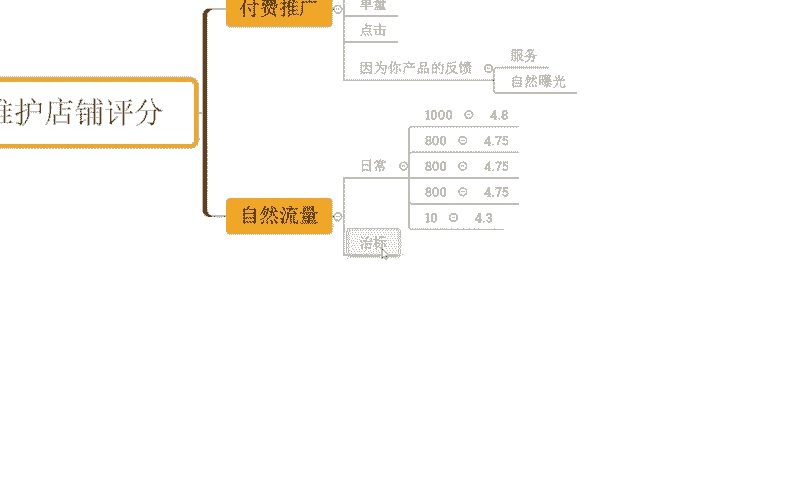 付费推广
单量
点击
因为你产品的反馈
服务
自然曝光
维护店铺评分
1000 4.8
800 4.75
日常 800 4.75
800 4.75
自然流量
10 4.3
治标